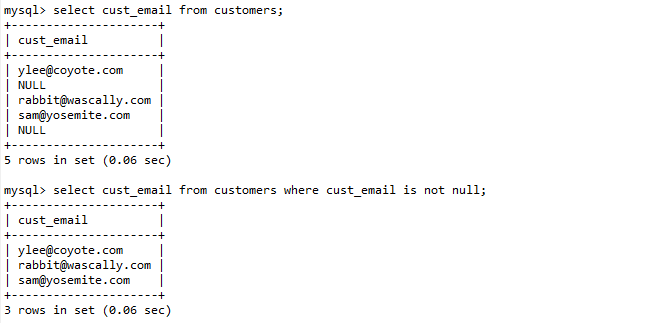 mysql> select cust_email from customers;
+--------------------+
| cust_email         |
+--------------------+
| ylee@coyote.com    |
| NULL               |
| rabbit@wascally.com |
| sam@yosemite.com   |
| NULL               |
+--------------------+
5 rows in set (0.06 sec)

mysql> select cust_email from customers where cust_email is not null;
+--------------------+
| cust_email         |
+--------------------+
| ylee@coyote.com    |
| rabbit@wascally.com |
| sam@yosemite.com   |
+--------------------+
3 rows in set (0.06 sec)